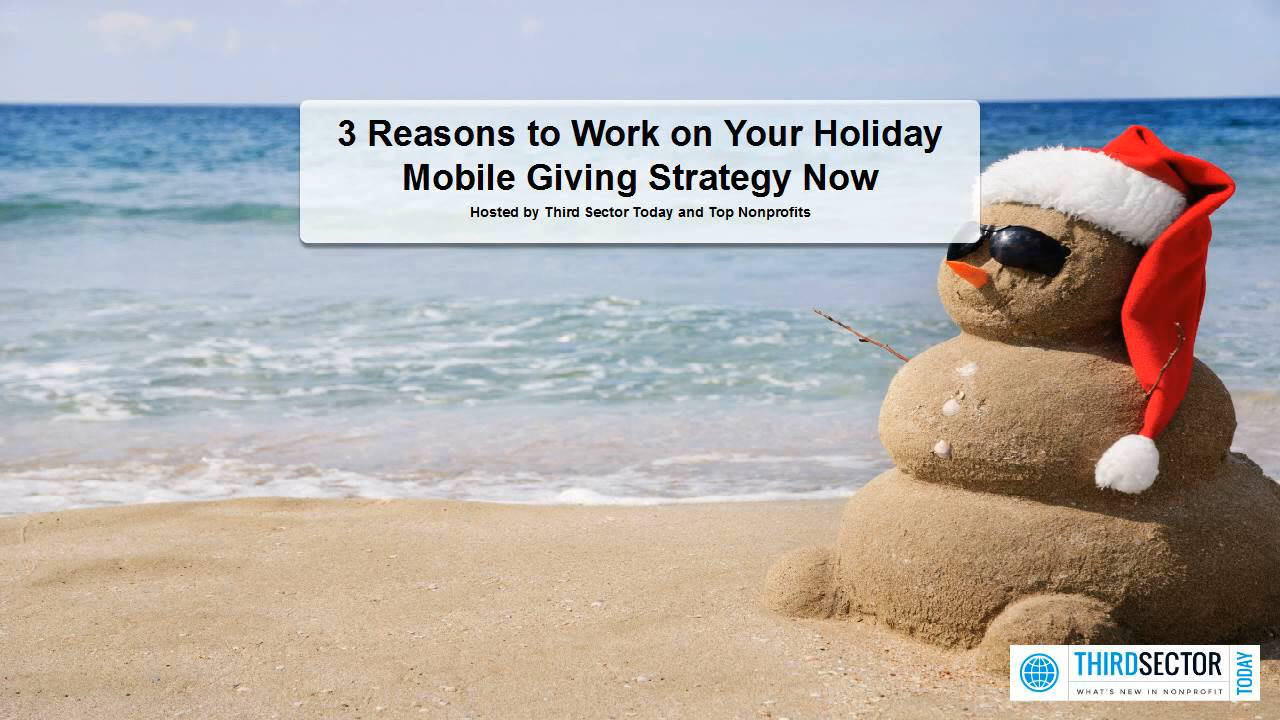 3 Reasons to Work on Your Holiday
Mobile Giving Strategy Now
Hosted by Third Sector Today and Top Nonprofits
THIRDSECTOR
TODAY
WHAT'S NEW IN NONPROFIT